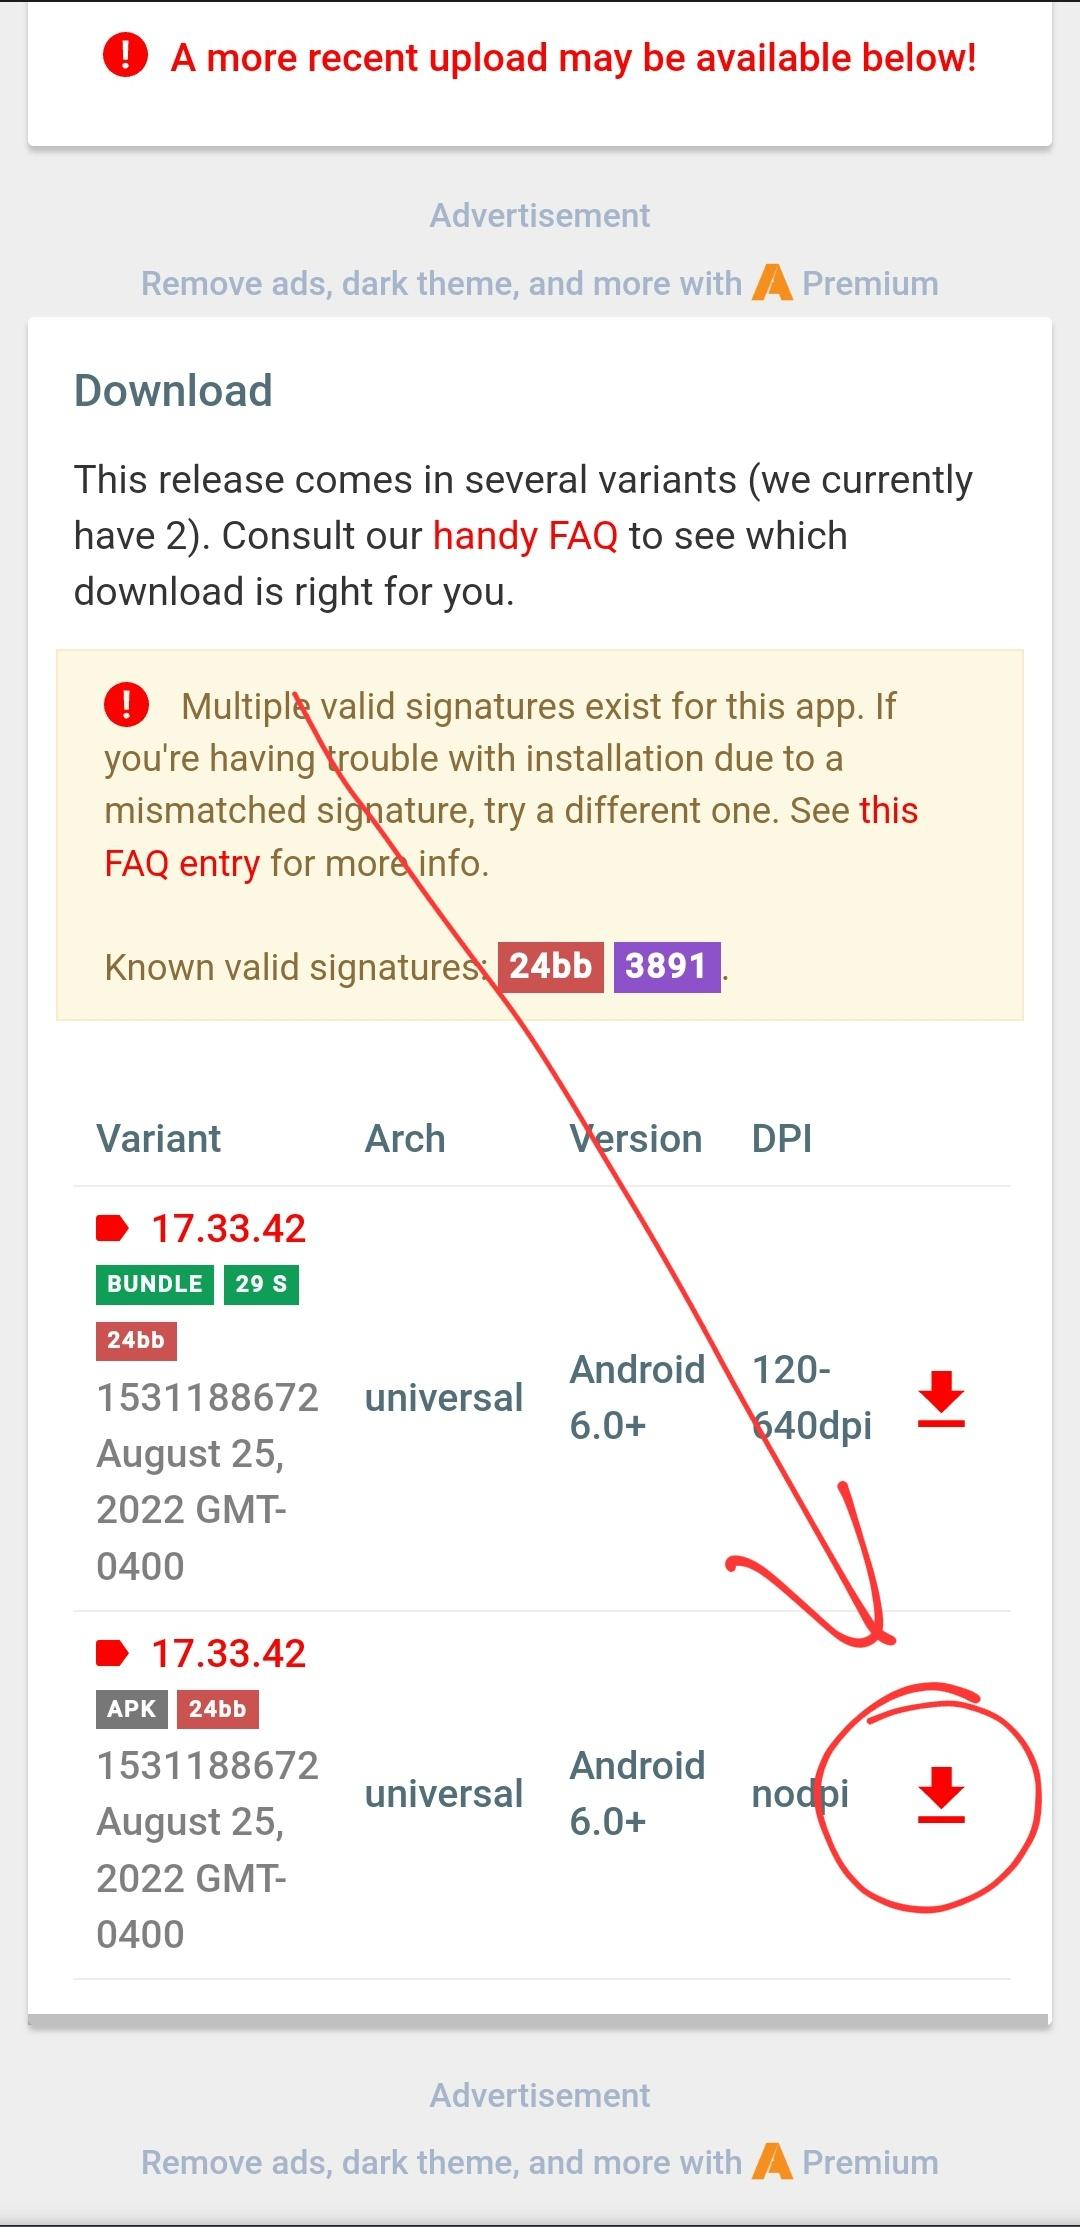 A more recent upload may be available below!
Advertisement
Remove ads, dark theme, and more with Premium
Download
This release comes in several variants (we currently
have 2). Consult our handy FAQ to see which
download is right for you.
Multiple valid signatures exist for this app. If
you're having trouble with installation due to a
mismatched signature, try a different one. See this
FAQ entry for more info.
Known valid signatures: 24bb 3891.
Variant Arch Version DPI
17.33.42
BUNDLE 29 S
24bb
1531188672
August 25,
2022 GMT-
0400
universal
Android
6.0+
120-
640dpi
17.33.42
APK 24bb
1531188672
August 25,
2022 GMT-
0400
universal
Android
6.0+
nodpi
Advertisement
Remove ads, dark theme, and more with Premium